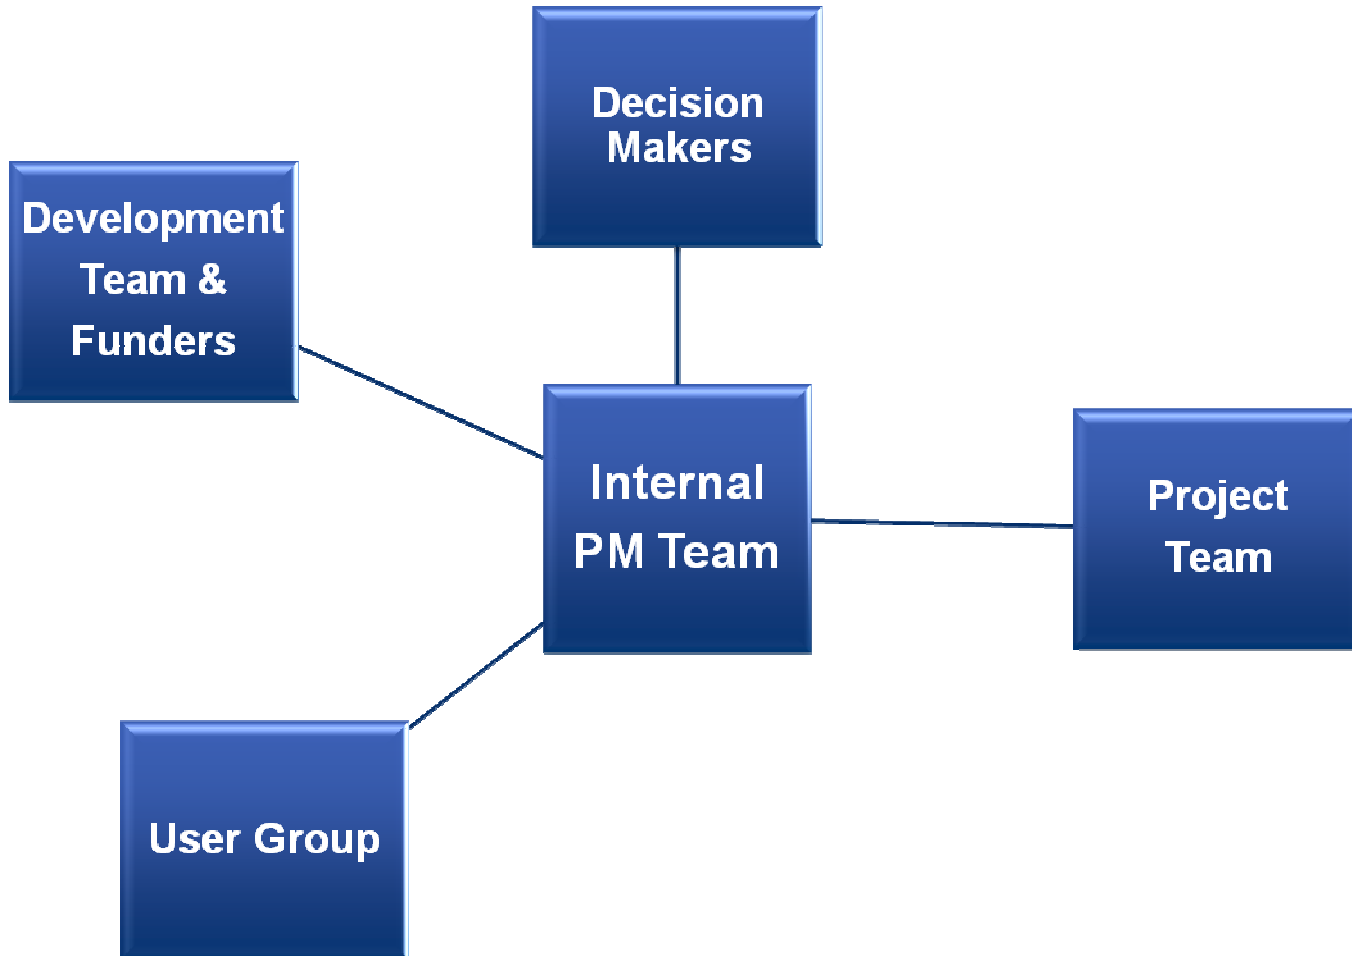 Decision
Makers
Development
Team &
Funders
Internal
PM Team
Project
Team
User Group